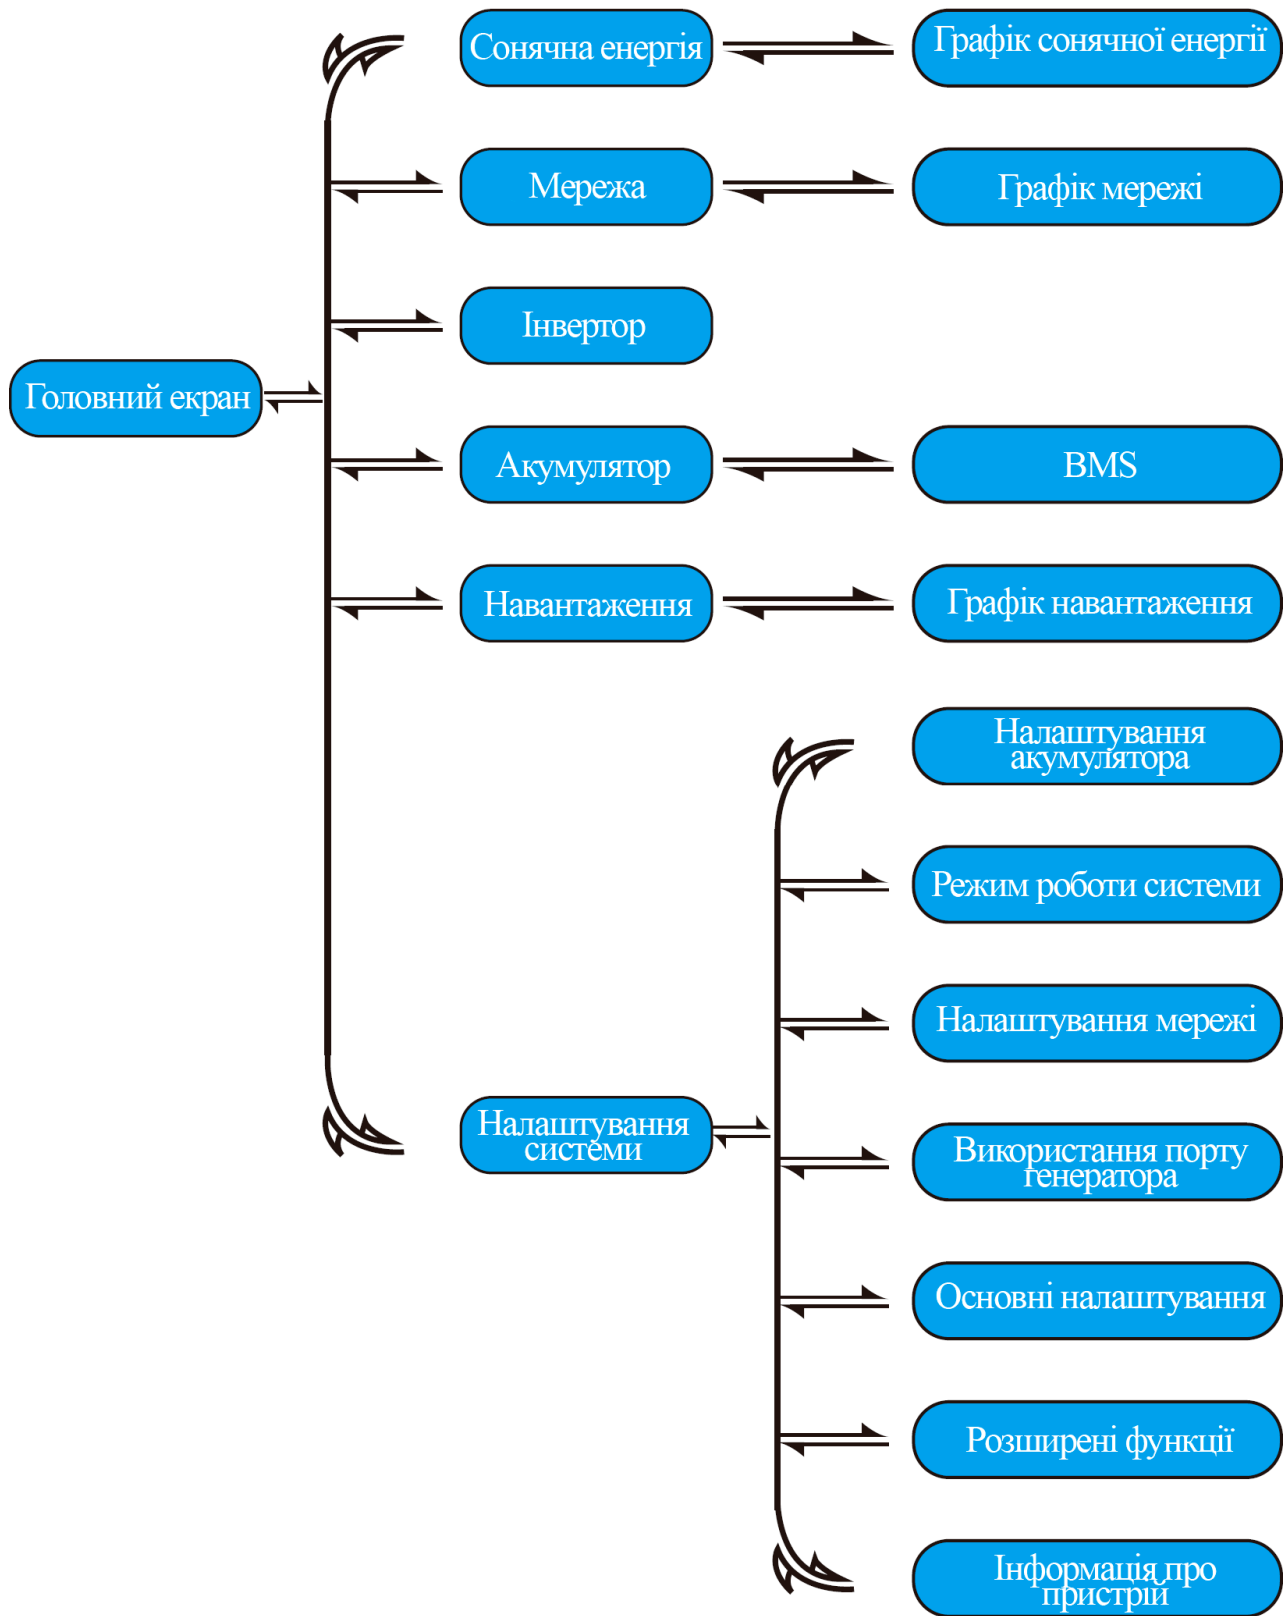 Сонячна енергія
Графік сонячної енергії
Мережа
Графік мережі
Інвертор
Головний екран
Акумулятор
BMS
Навантаження
Графік навантаження
Налаштування
акумулятора
Режим роботи системи
Налаштування мережі
Налаштування
системи
Використання порту
генератора
Основні налаштування
Розширені функції
Інформація про
пристрій